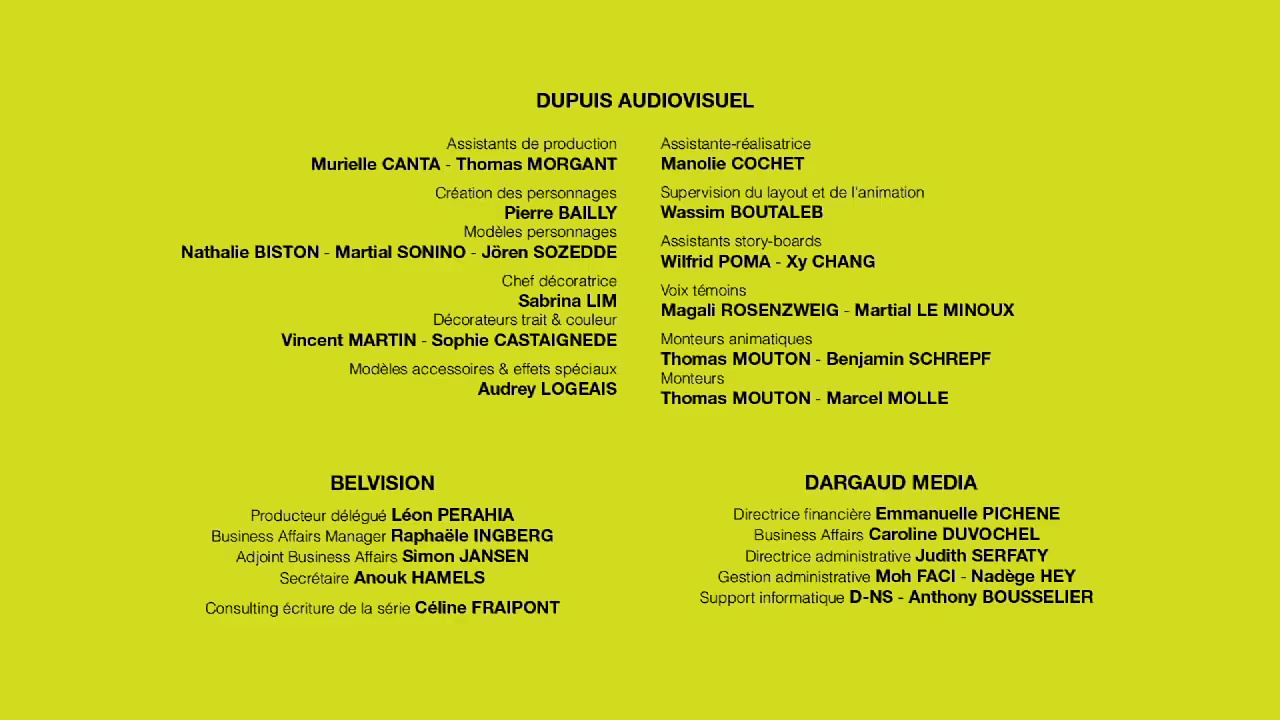 DUPUIS AUDIOVISUEL
Assistants de production
Murielle CANTA - Thomas MORGANT
Création des personnages
Pierre BAILLY
Modèles personnages
Nathalie BISTON - Martial SONINO - Jören SOZEDDE
Chef décoratrice
Sabrina LIM
Décorateurs trait & couleur
Vincent MARTIN - Sophie CASTAIGNEDE
Modèles accessoires & effets spéciaux
Audrey LOGEAIS
Assistante-réalisatrice
Manolie COCHET
Supervision du layout et de l'animation
Wassim BOUTALEB
Assistants story-boards
Wilfrid POMA - Xy CHANG
Voix témoins
Magali ROSENZWEIG - Martial LE MINOUX
Monteurs animatiques
Thomas MOUTON - Benjamin SCHREPF
Monteurs
Thomas MOUTON - Marcel MOLLE
BELVISION
Producteur délégué Léon PERAHIA
Business Affairs Manager Raphaële INGBERG
Adjoint Business Affairs Simon JANSEN
Secrétaire Anouk HAMELS
Consulting écriture de la série Céline FRAIPONT
DARGAUD MEDIA
Directrice financière Emmanuelle PICHENE
Business Affairs Caroline DUVOCHEL
Directrice administrative Judith SERFATY
Gestion administrative Moh FACI - Nadège HEY
Support informatique D-NS - Anthony BOUSSELIER